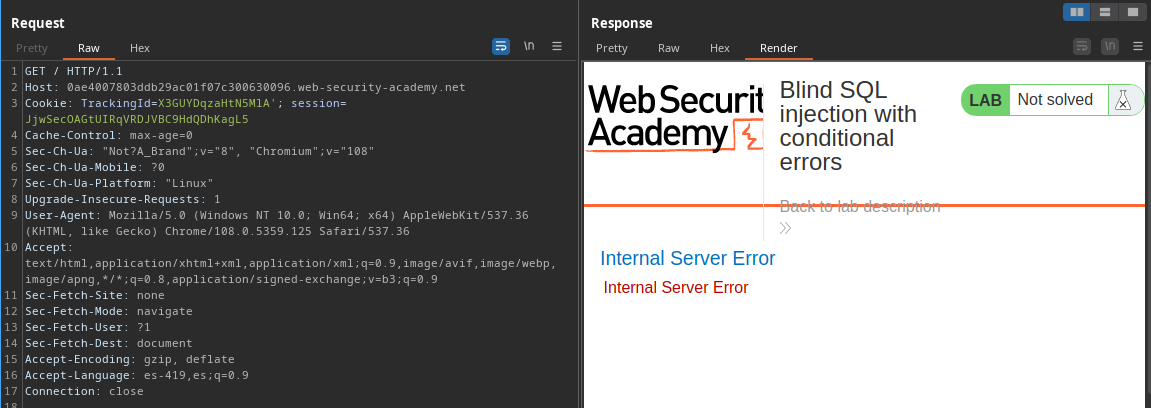 Request
Pretty Raw Hex
\n
1 GET / HTTP/1.1
2 Host: 0ae4007803ddb29ac01f07c300630096.web-security-academy.net
3 Cookie: TrackingId=X3GUYDqzaHtN5MlA'; session=
JjwSecOAGtUIRqVRDJVBC9HdQDhKagL5
4 Cache-Control: max-age=0
5 Sec-Ch-Ua: "Not?A_Brand";v="8", "Chromium";v="108"
6 Sec-Ch-Ua-Mobile: ?0
7 Sec-Ch-Ua-Platform: "Linux"
8 Upgrade-Insecure-Requests: 1
9 User-Agent: Mozilla/5.0 (Windows NT 10.0; Win64; x64) AppleWebKit/537.36
(KHTML, like Gecko) Chrome/108.0.5359.125 Safari/537.36
10 Accept:
text/html,application/xhtml+xml,application/xml;q=0.9,image/avif,image/webp,
image/apng,*/*;q=0.8,application/signed-exchange;v=b3;q=0.9
11 Sec-Fetch-Site: none
12 Sec-Fetch-Mode: navigate
13 Sec-Fetch-User: ?1
14 Sec-Fetch-Dest: document
15 Accept-Encoding: gzip, deflate
16 Accept-Language: es-419,es;q=0.9
17 Connection: close
18
Response
Pretty Raw Hex Render
\n
Web Securit
Academy
Blind SQL
injection with
conditional
errors
LAB Not solved
Back to lab description
Internal Server Error
Internal Server Error